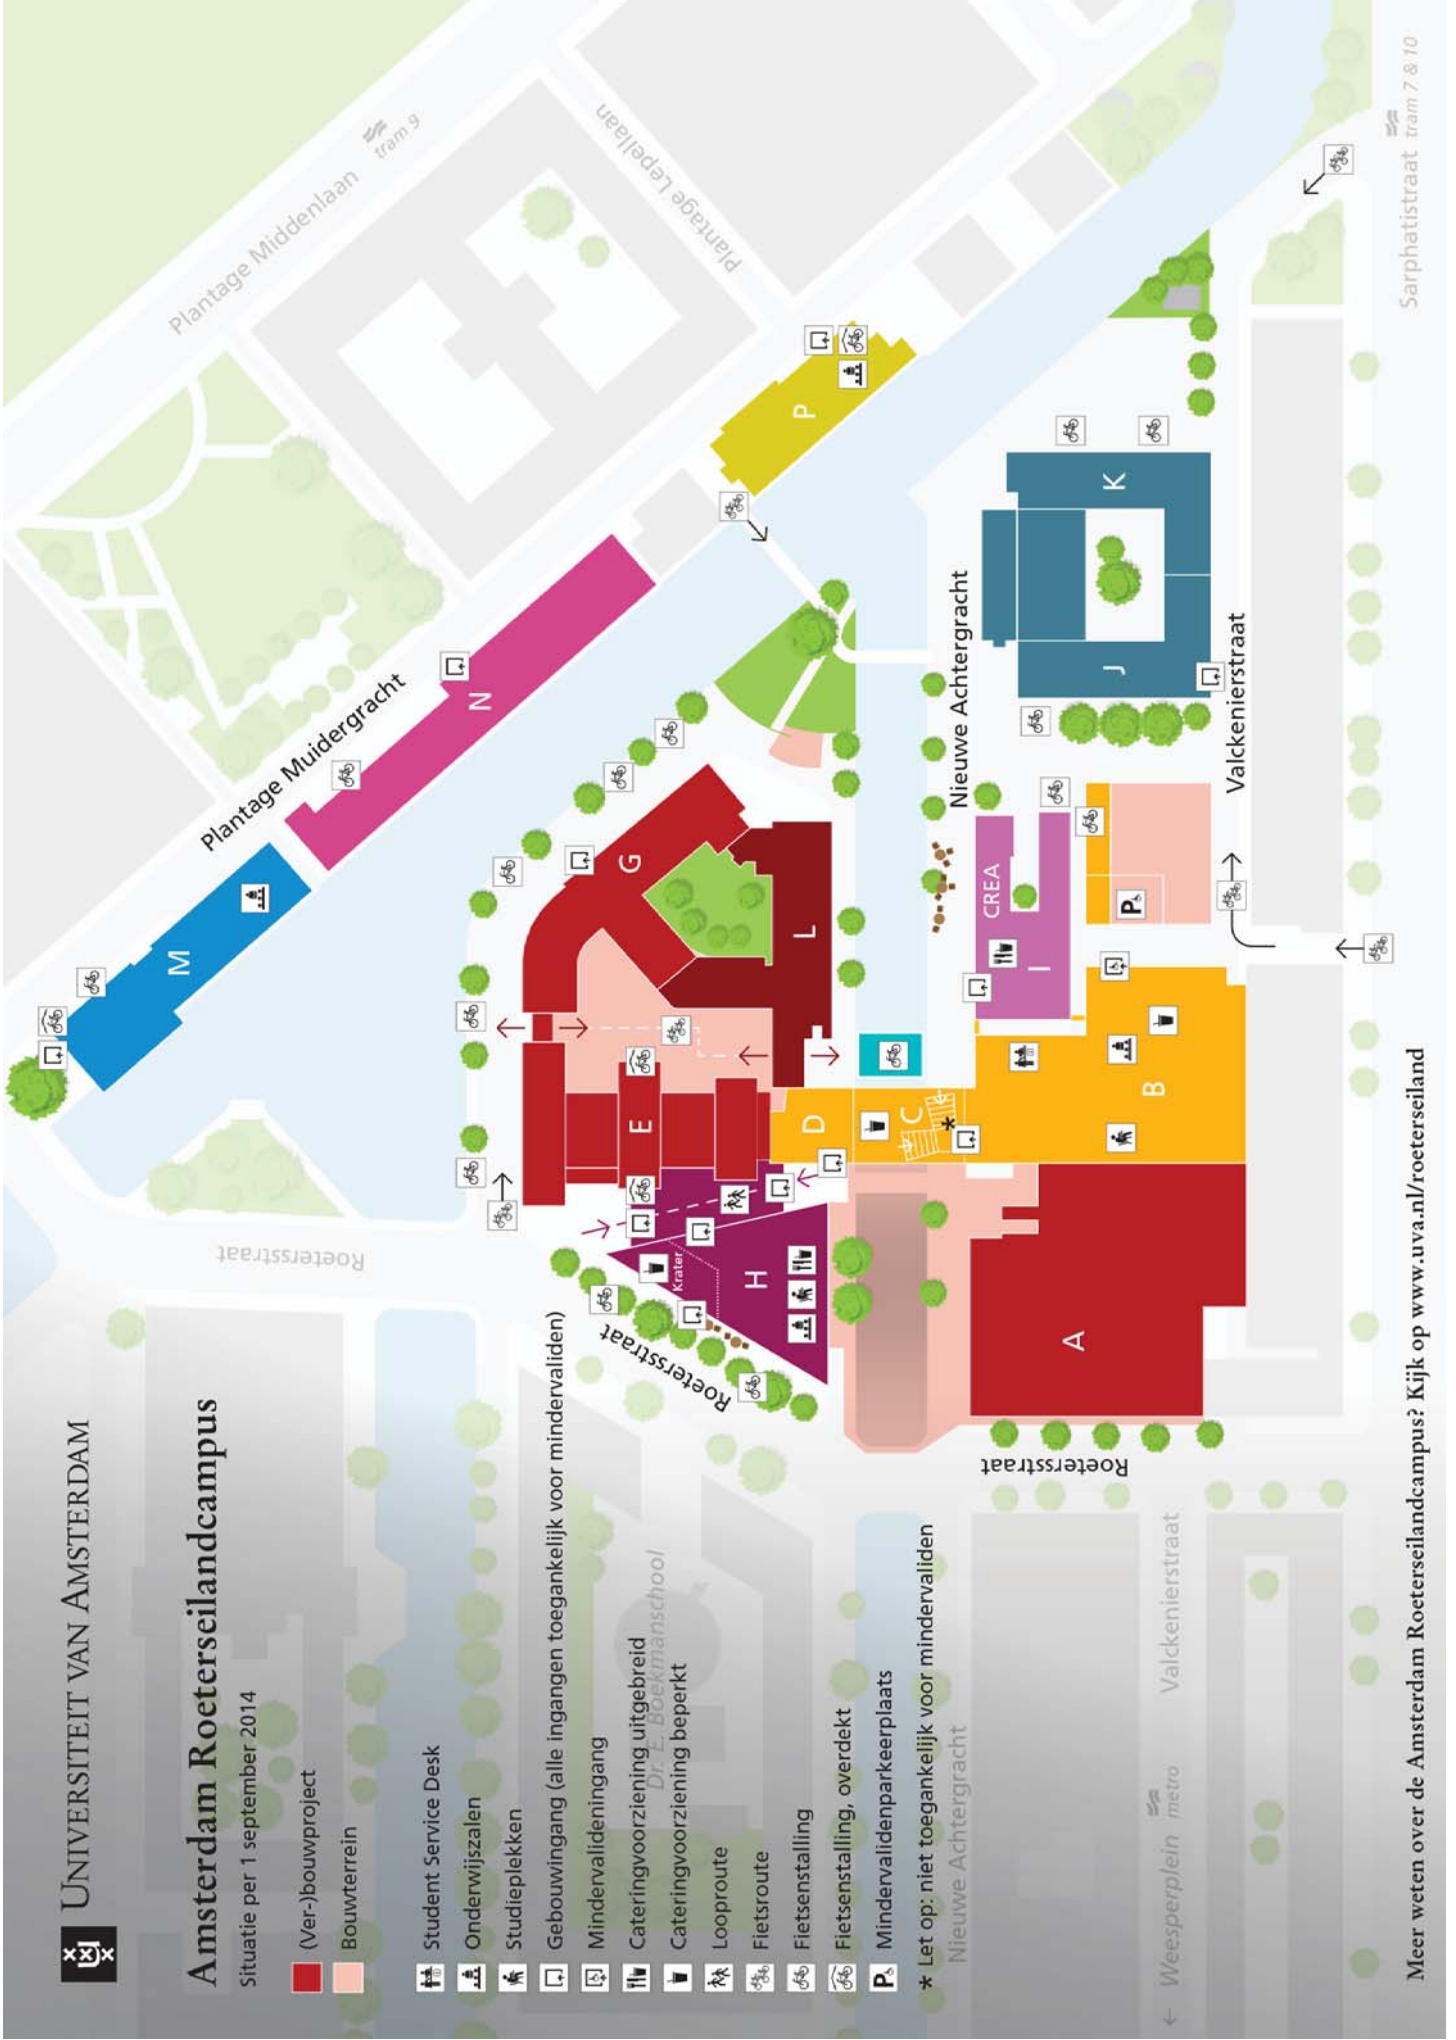 UNIVERSITEIT VAN AMSTERDAM
Amsterdam Roeterseilandcampus
Situatie per 1 september 2014
(Ver-)bouwproject
Bouwterrein
Student Service Desk
Onderwijszalen
Studieplekken
Gebouwingang (alle ingangen toegankelijk voor mindervaliden)
Mindervalideningang
Cateringvoorziening uitgebreid
Cateringvoorziening beperkt
Looproute
Fietsroute
Fietsenstalling
Fietsenstalling, overdekt
P Mindervalidenparkeerplaats
* Let op: niet toegankelijk voor mindervaliden
Dr. E. Boekmanschool
Nieuwe Achtergracht
← Weesperplein metro
Valckenierstraat
Roetersstraat
Roetersstraat
Roetersstraat
Plantage Muidergracht
Plantage Middenlaan
tram 9
Plantage Lepellaan
Nieuwe Achtergracht
Valckenierstraat
Sarphatistraat tram 7 & 10
M
N
P
G
L
E
D
C
*
H
Krater
A
B
CREA
I
P
J
K
Meer weten over de Amsterdam Roeterseilandcampus? Kijk op www.uva.nl/roeterseiland